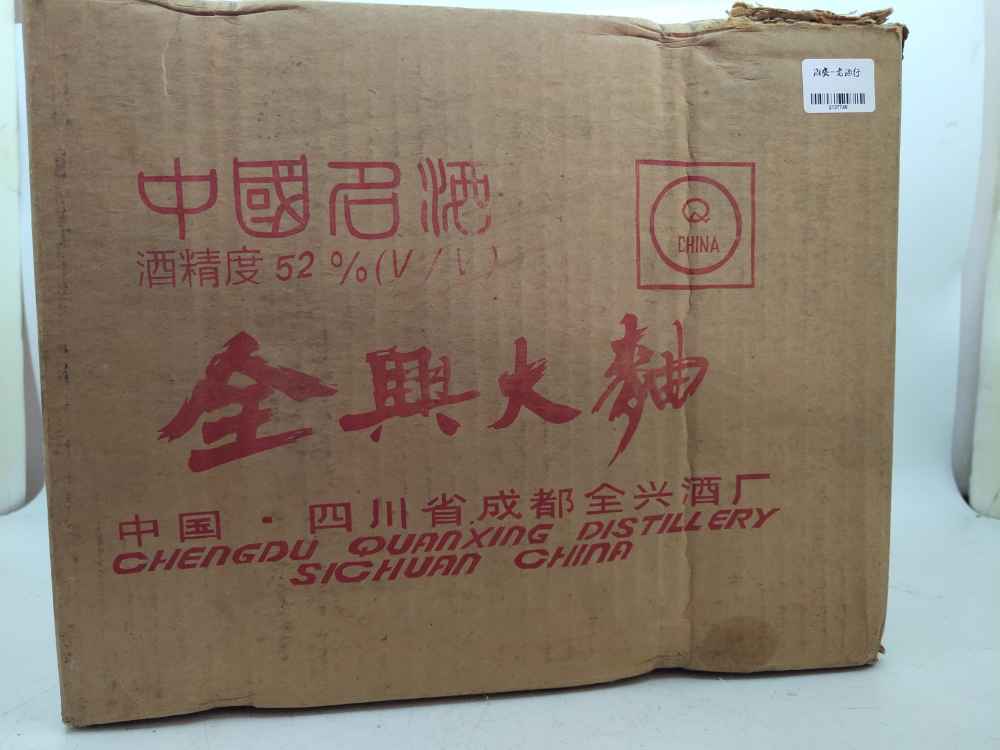 中國名酒
酒精度 52 %(V/V)
Q
CHINA
全興大麯
中国·四川省成都全兴酒厂
CHENGDU QUANXING DISTILLERY
SICHUAN CHINA